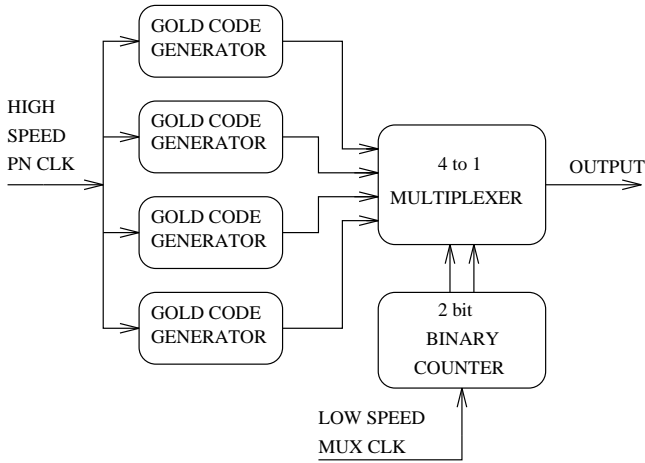 GOLD CODE
GENERATOR
HIGH
SPEED
PN CLK
GOLD CODE
GENERATOR
GOLD CODE
GENERATOR
GOLD CODE
GENERATOR
4 to 1
MULTIPLEXER
OUTPUT
2 bit
BINARY
COUNTER
LOW SPEED
MUX CLK